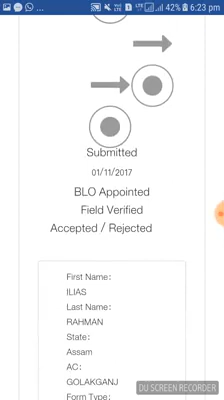 42% 6:23 pm
Submitted
01/11/2017
BLO Appointed
Field Verified
Accepted / Rejected
First Name:
ILIAS
Last Name:
RAHMAN
State:
Assam
AC:
GOLAKGANJ
Form Type:
DU SCREEN RECORDER